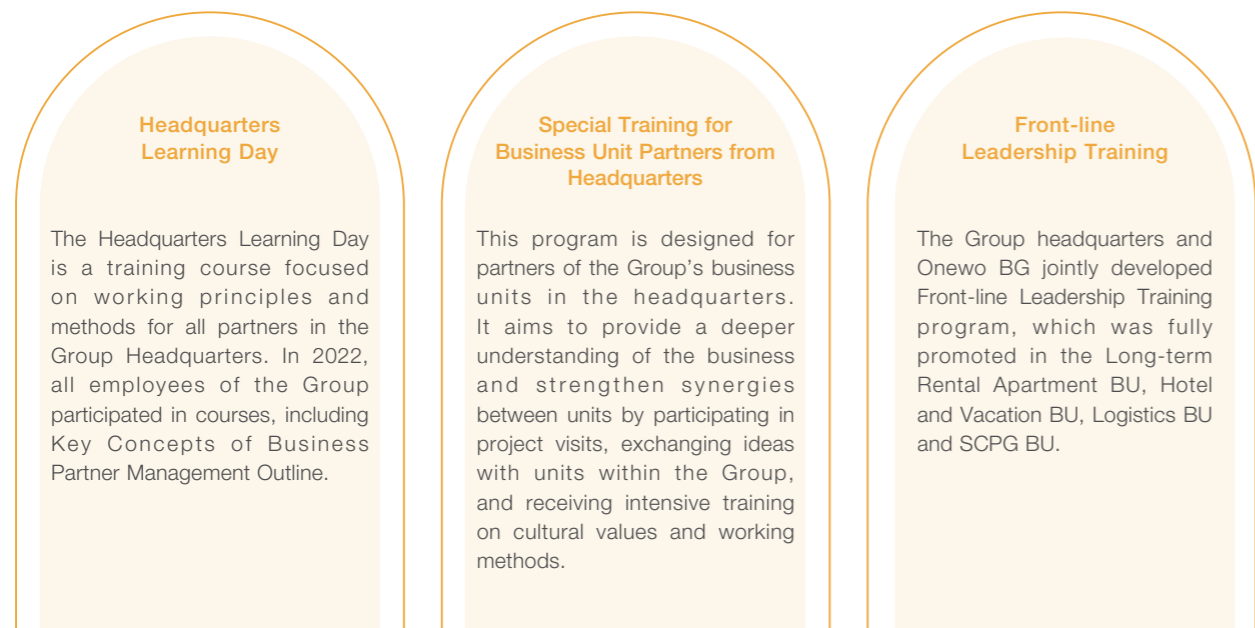 Headquarters
Learning Day
The Headquarters Learning Day
is a training course focused
on working principles and
methods for all partners in the
Group Headquarters. In 2022,
all employees of the Group
participated in courses, including
Key Concepts of Business
Partner Management Outline.
Special Training for
Business Unit Partners from
Headquarters
This program is designed for
partners of the Group's business
units in the headquarters.
It aims to provide a deeper
understanding of the business
and strengthen synergies
between units by participating in
project visits, exchanging ideas
with units within the Group,
and receiving intensive training
on cultural values and working
methods.
Front-line
Leadership Training
The Group headquarters and
Onewo BG jointly developed
Front-line Leadership Training
program, which was fully
promoted in the Long-term
Rental Apartment BU, Hotel
and Vacation BU, Logistics BU
and SCPG BU.